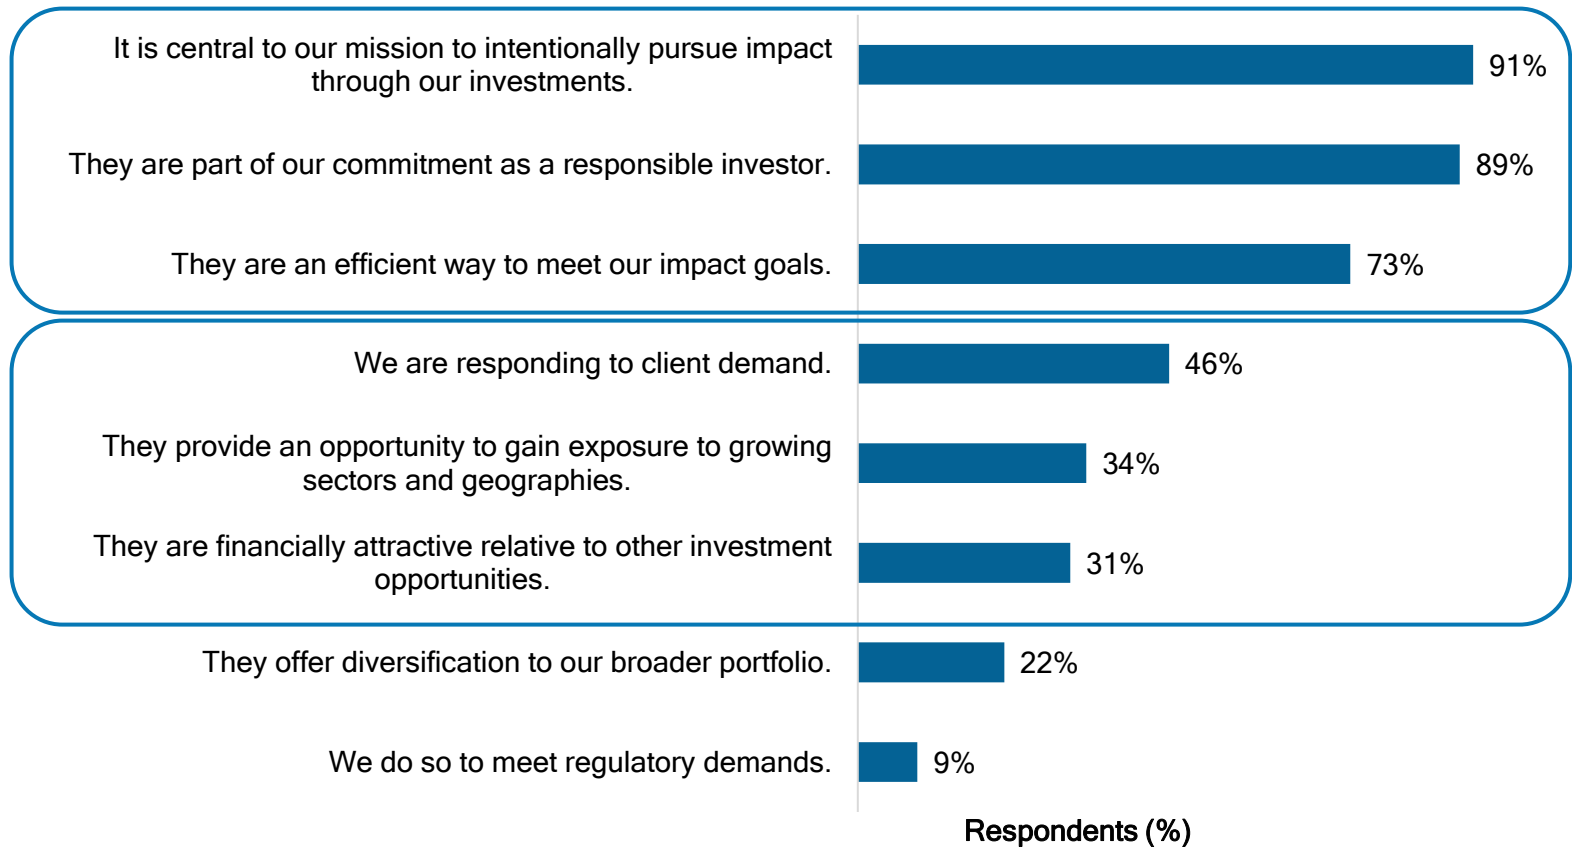 It is central to our mission to intentionally pursue impact
through our investments.
91%
They are part of our commitment as a responsible investor.
89%
They are an efficient way to meet our impact goals.
73%
We are responding to client demand.
46%
They provide an opportunity to gain exposure to growing
sectors and geographies.
34%
They are financially attractive relative to other investment
opportunities.
31%
They offer diversification to our broader portfolio.
22%
We do so to meet regulatory demands.
9%
Respondents (%)